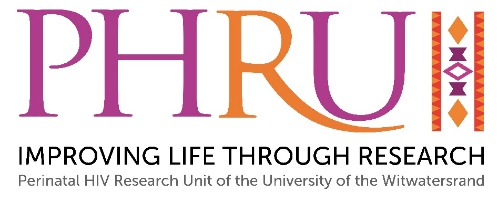 PHRU
IMPROVING LIFE THROUGH RESEARCH
Perinatal HIV Research Unit of the University of the Witwatersrand